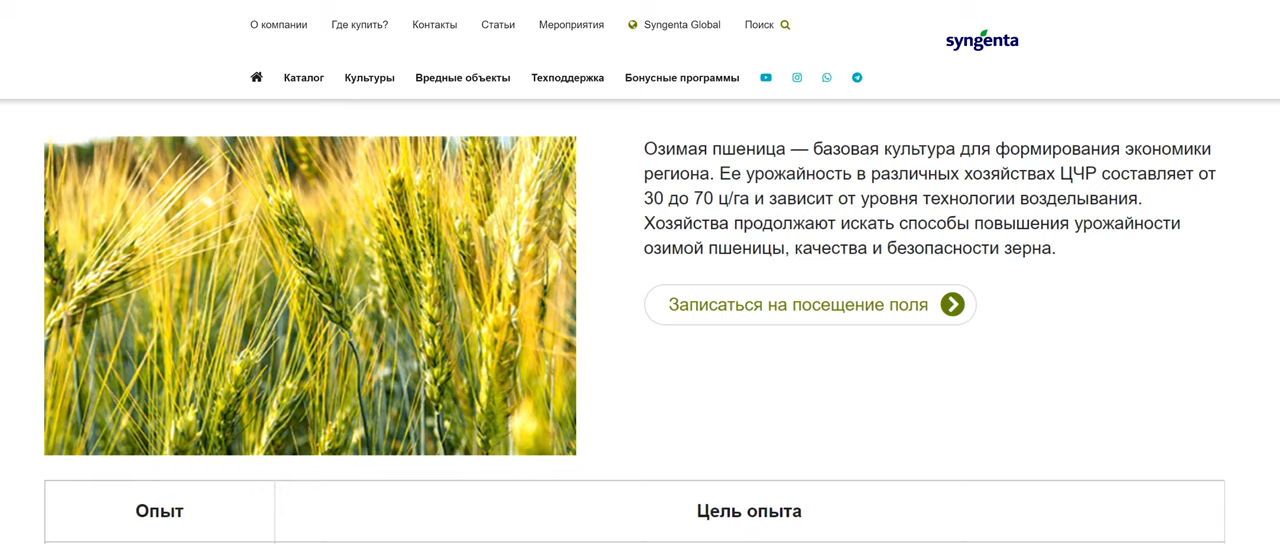 О компании Где купить? Контакты Статьи Мероприятия Syngenta Global Поиск
syngenta
Каталог Культуры Вредные объекты Техподдержка Бонусные программы
Озимая пшеница — базовая культура для формирования экономики
региона. Ее урожайность в различных хозяйствах ЦЧР составляет от
30 до 70 ц/га и зависит от уровня технологии возделывания.
Хозяйства продолжают искать способы повышения урожайности
озимой пшеницы, качества и безопасности зерна.
Записаться на посещение поля
Опыт Цель опыта